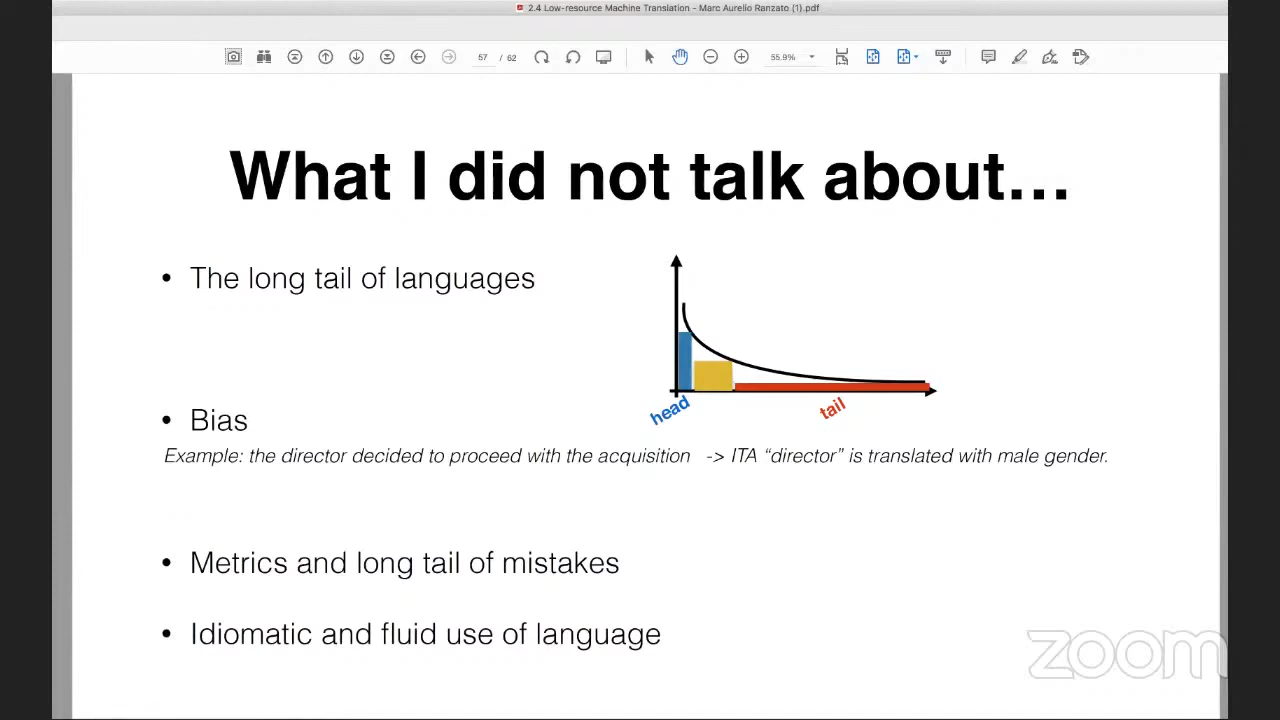 2.4 Low-resource Machine Translation - Marc Aurelio Ranzato (1).pdf
57 / 62
55.9%
What I did not talk about…
• The long tail of languages
head
tail
• Bias
Example: the director decided to proceed with the acquisition -> ITA “director” is translated with male gender.
• Metrics and long tail of mistakes
• Idiomatic and fluid use of language
zoom